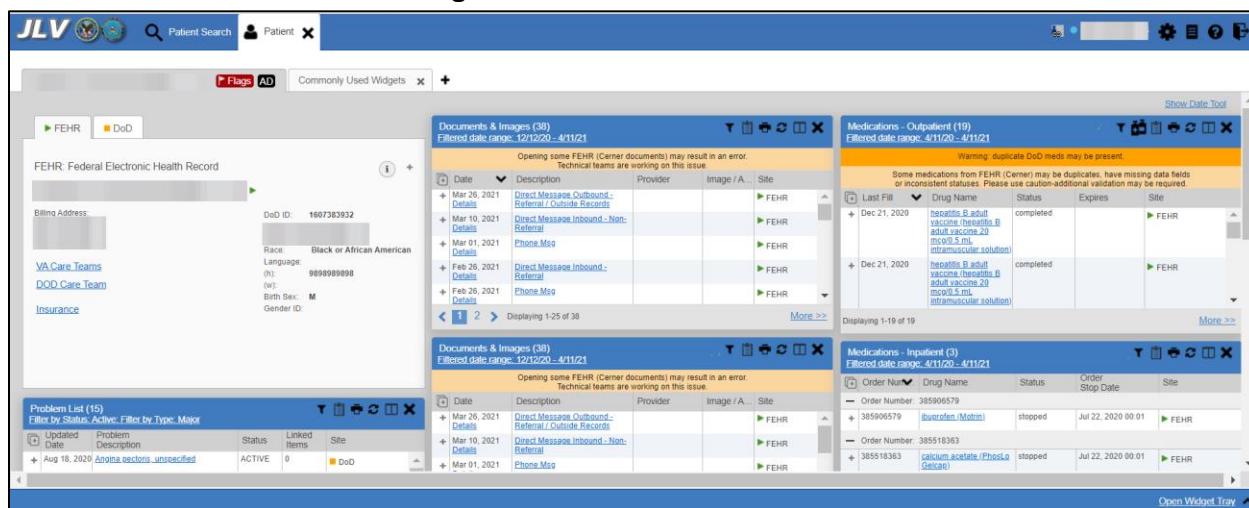 JLV Patient Search Patient
Flags AD Commonly Used Widgets
Show Date Tool
FEHR DoD
FEHR: Federal Electronic Health Record
Billing Address:
DoD ID: 1607383932
Race: Black or African American
Language:
(h): 9898989898
(w):
Birth Sex: M
Gender ID:
VA Care Teams
DOD Care Team
Insurance
Problem List (15)
Filter by Status: Active; Filter by Type: Major
Updated Date Problem Description Status Linked Items Site
Aug 18, 2020 Angina pectoris, unspecified ACTIVE 0 DoD
Documents & Images (38)
Filtered date range: 12/12/20 - 4/11/21
Opening some FEHR (Cerner documents) may result in an error.
Technical teams are working on this issue.
Date Description Provider Image / A... Site
Mar 26, 2021 Direct Message Outbound - FEHR
Details Referral / Outside Records
Mar 10, 2021 Direct Message Inbound - Non- FEHR
Details Referral
Mar 01, 2021 Phone Msg FEHR
Details
Feb 26, 2021 Direct Message Inbound - FEHR
Details Referral
Feb 26, 2021 Phone Msg FEHR
Details
1 2 Displaying 1-25 of 38 More >>
Documents & Images (38)
Filtered date range: 12/12/20 - 4/11/21
Opening some FEHR (Cerner documents) may result in an error.
Technical teams are working on this issue.
Date Description Provider Image / A... Site
Mar 26, 2021 Direct Message Outbound - FEHR
Details Referral / Outside Records
Mar 10, 2021 Direct Message Inbound - Non- FEHR
Details Referral
Mar 01, 2021 Phone Msg FEHR
Medications - Outpatient (19)
Filtered date range: 4/11/20 - 4/11/21
Warning: duplicate DoD meds may be present.
Some medications from FEHR (Cerner) may be duplicates, have missing data fields
or inconsistent statuses. Please use caution-additional validation may be required.
Last Fill Drug Name Status Expires Site
Dec 21, 2020 hepatitis B adult completed FEHR
vaccine (hepatitis B
adult vaccine 20
mcg/0.5 mL
intramuscular solution)
Dec 21, 2020 hepatitis B adult completed FEHR
vaccine (hepatitis B
adult vaccine 20
mcg/0.5 mL
intramuscular solution)
Displaying 1-19 of 19 More >>
Medications - Inpatient (3)
Filtered date range: 4/11/20 - 4/11/21
Order Num Drug Name Status Order Stop Date Site
Order Number: 385906579
385906579 ibuprofen (Motrin) stopped Jul 22, 2020 00:01 FEHR
Order Number: 385518363
385518363 calcium acetate (PhosLo stopped Jul 22, 2020 00:01 FEHR
Gelcap)
Open Widget Tray